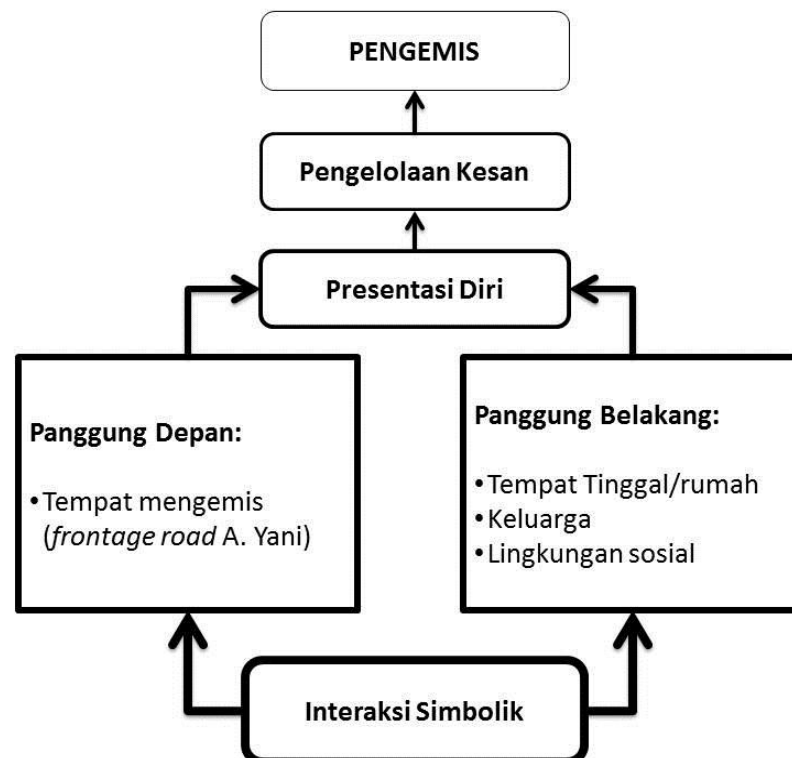 PENGEMIS
Pengelolaan Kesan
Presentasi Diri
Panggung Depan:
• Tempat mengemis
(frontage road A. Yani)
Panggung Belakang:
• Tempat Tinggal/rumah
• Keluarga
• Lingkungan sosial
Interaksi Simbolik